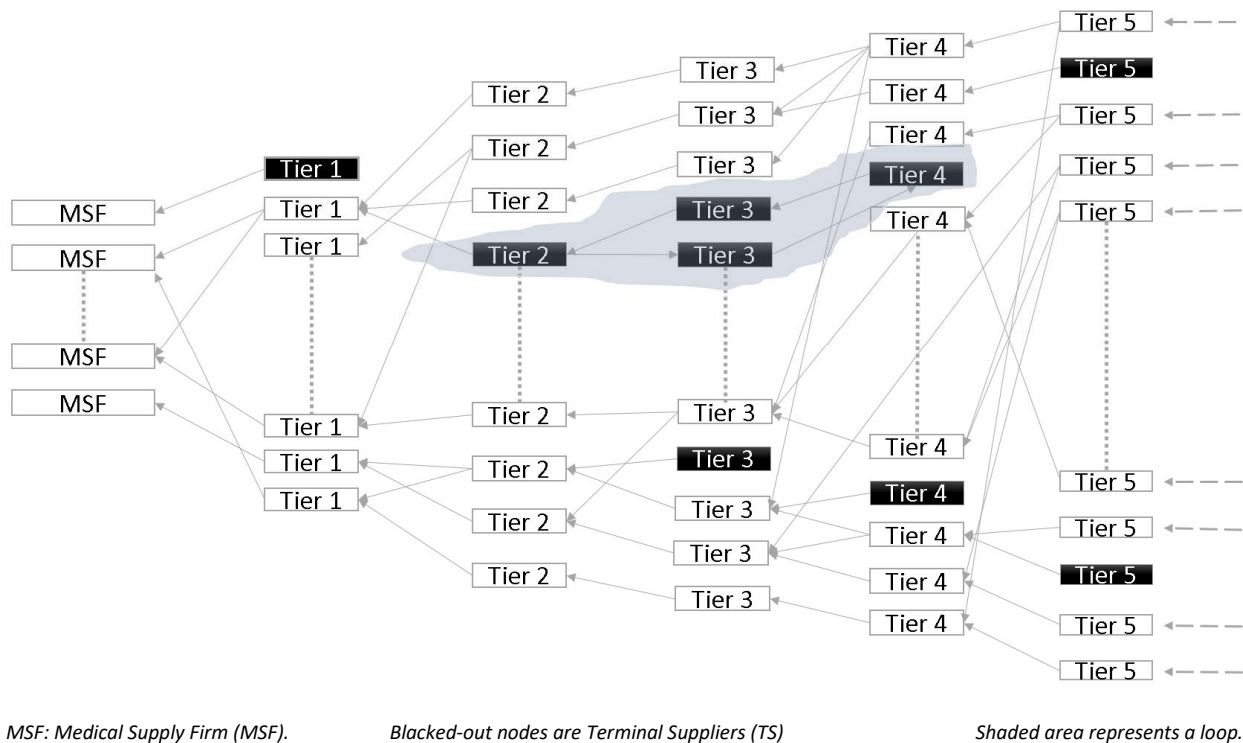 Tier 5
Tier 4
Tier 3
Tier 5
Tier 2
Tier 4
Tier 3
Tier 5
Tier 4
Tier 2
Tier 3
Tier 5
Tier 1
Tier 4
Tier 2
MSF
Tier 1
Tier 3
Tier 5
Tier 4
Tier 1
MSF
Tier 2
Tier 3
MSF
MSF
Tier 3
Tier 2
Tier 1
Tier 4
Tier 1
Tier 2
Tier 3
Tier 5
Tier 4
Tier 1
Tier 3
Tier 2
Tier 5
Tier 4
Tier 3
Tier 2
Tier 5
Tier 4
Tier 3
Tier 4
Tier 5
Tier 5
MSF: Medical Supply Firm (MSF).
Blacked-out nodes are Terminal Suppliers (TS)
Shaded area represents a loop.